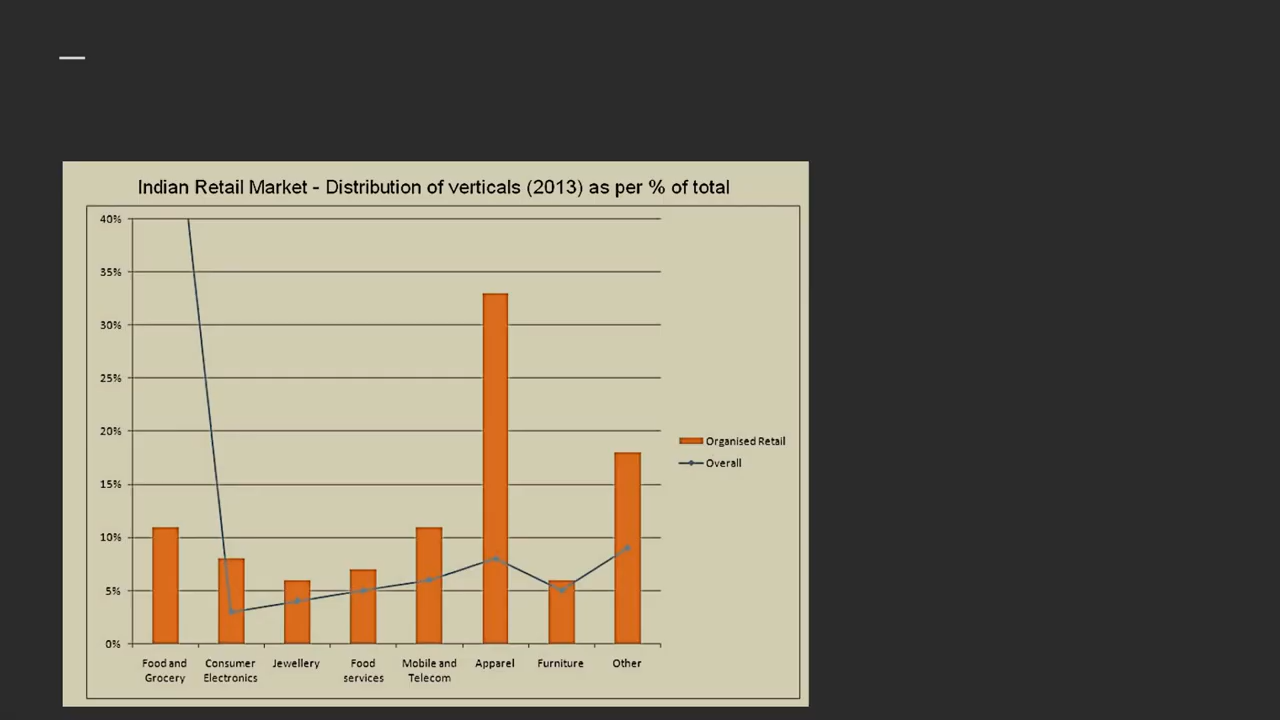 Indian Retail Market - Distribution of verticals (2013) as per % of total
40%
35%
30%
25%
20%
15%
10%
5%
0%
Food and
Grocery
Consumer
Electronics
Jewellery
Food
services
Mobile and
Telecom
Apparel
Furniture
Other
Organised Retail
Overall